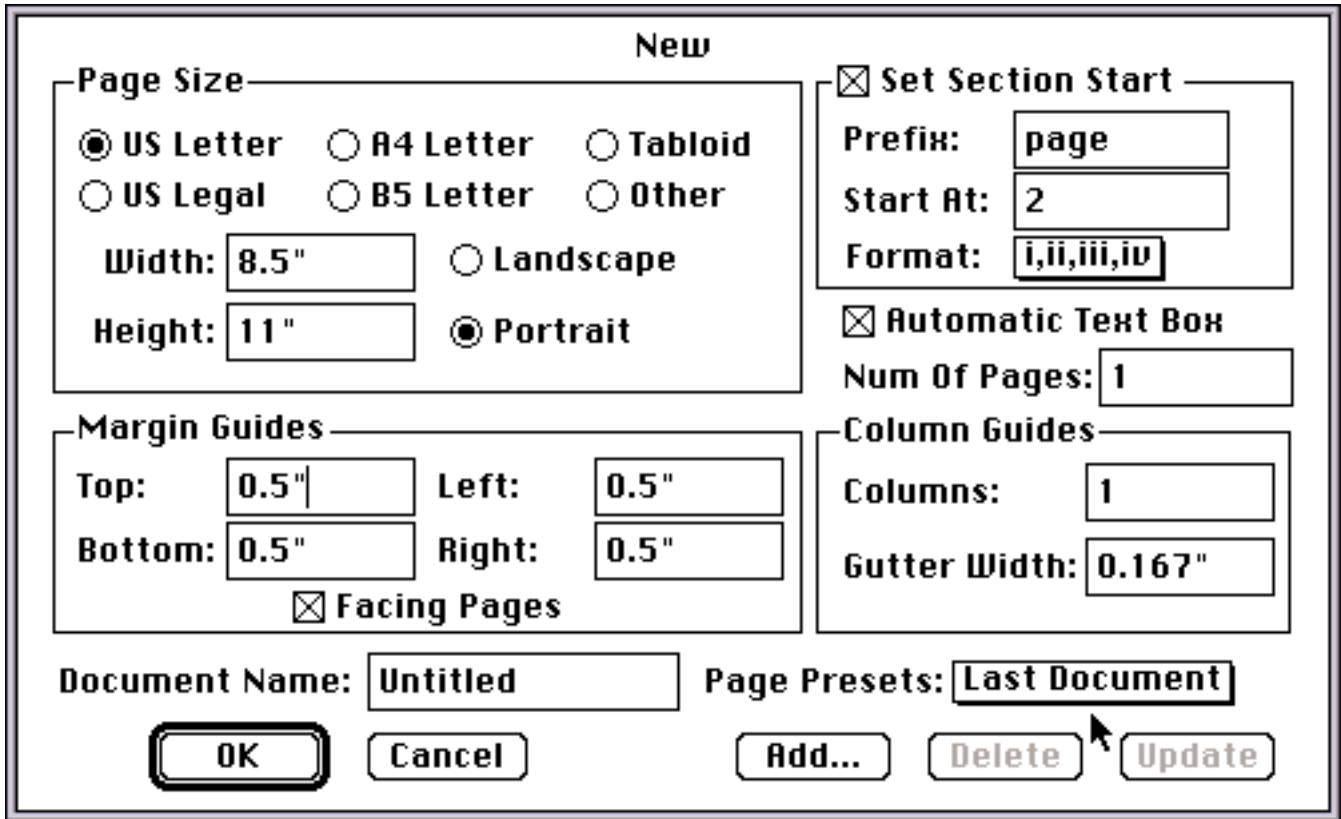 New
Page Size
US Letter A4 Letter Tabloid
US Legal B5 Letter Other
Width: 8.5"
Landscape
Height: 11"
Portrait
Set Section Start
Prefix: page
Start At: 2
Format: i,ii,iii,iv
Automatic Text Box
Num Of Pages: 1
Margin Guides
Top: 0.5" Left: 0.5"
Bottom: 0.5" Right: 0.5"
Facing Pages
Column Guides
Columns: 1
Gutter Width: 0.167"
Document Name: Untitled
Page Presets: Last Document
OK Cancel Add... Delete Update